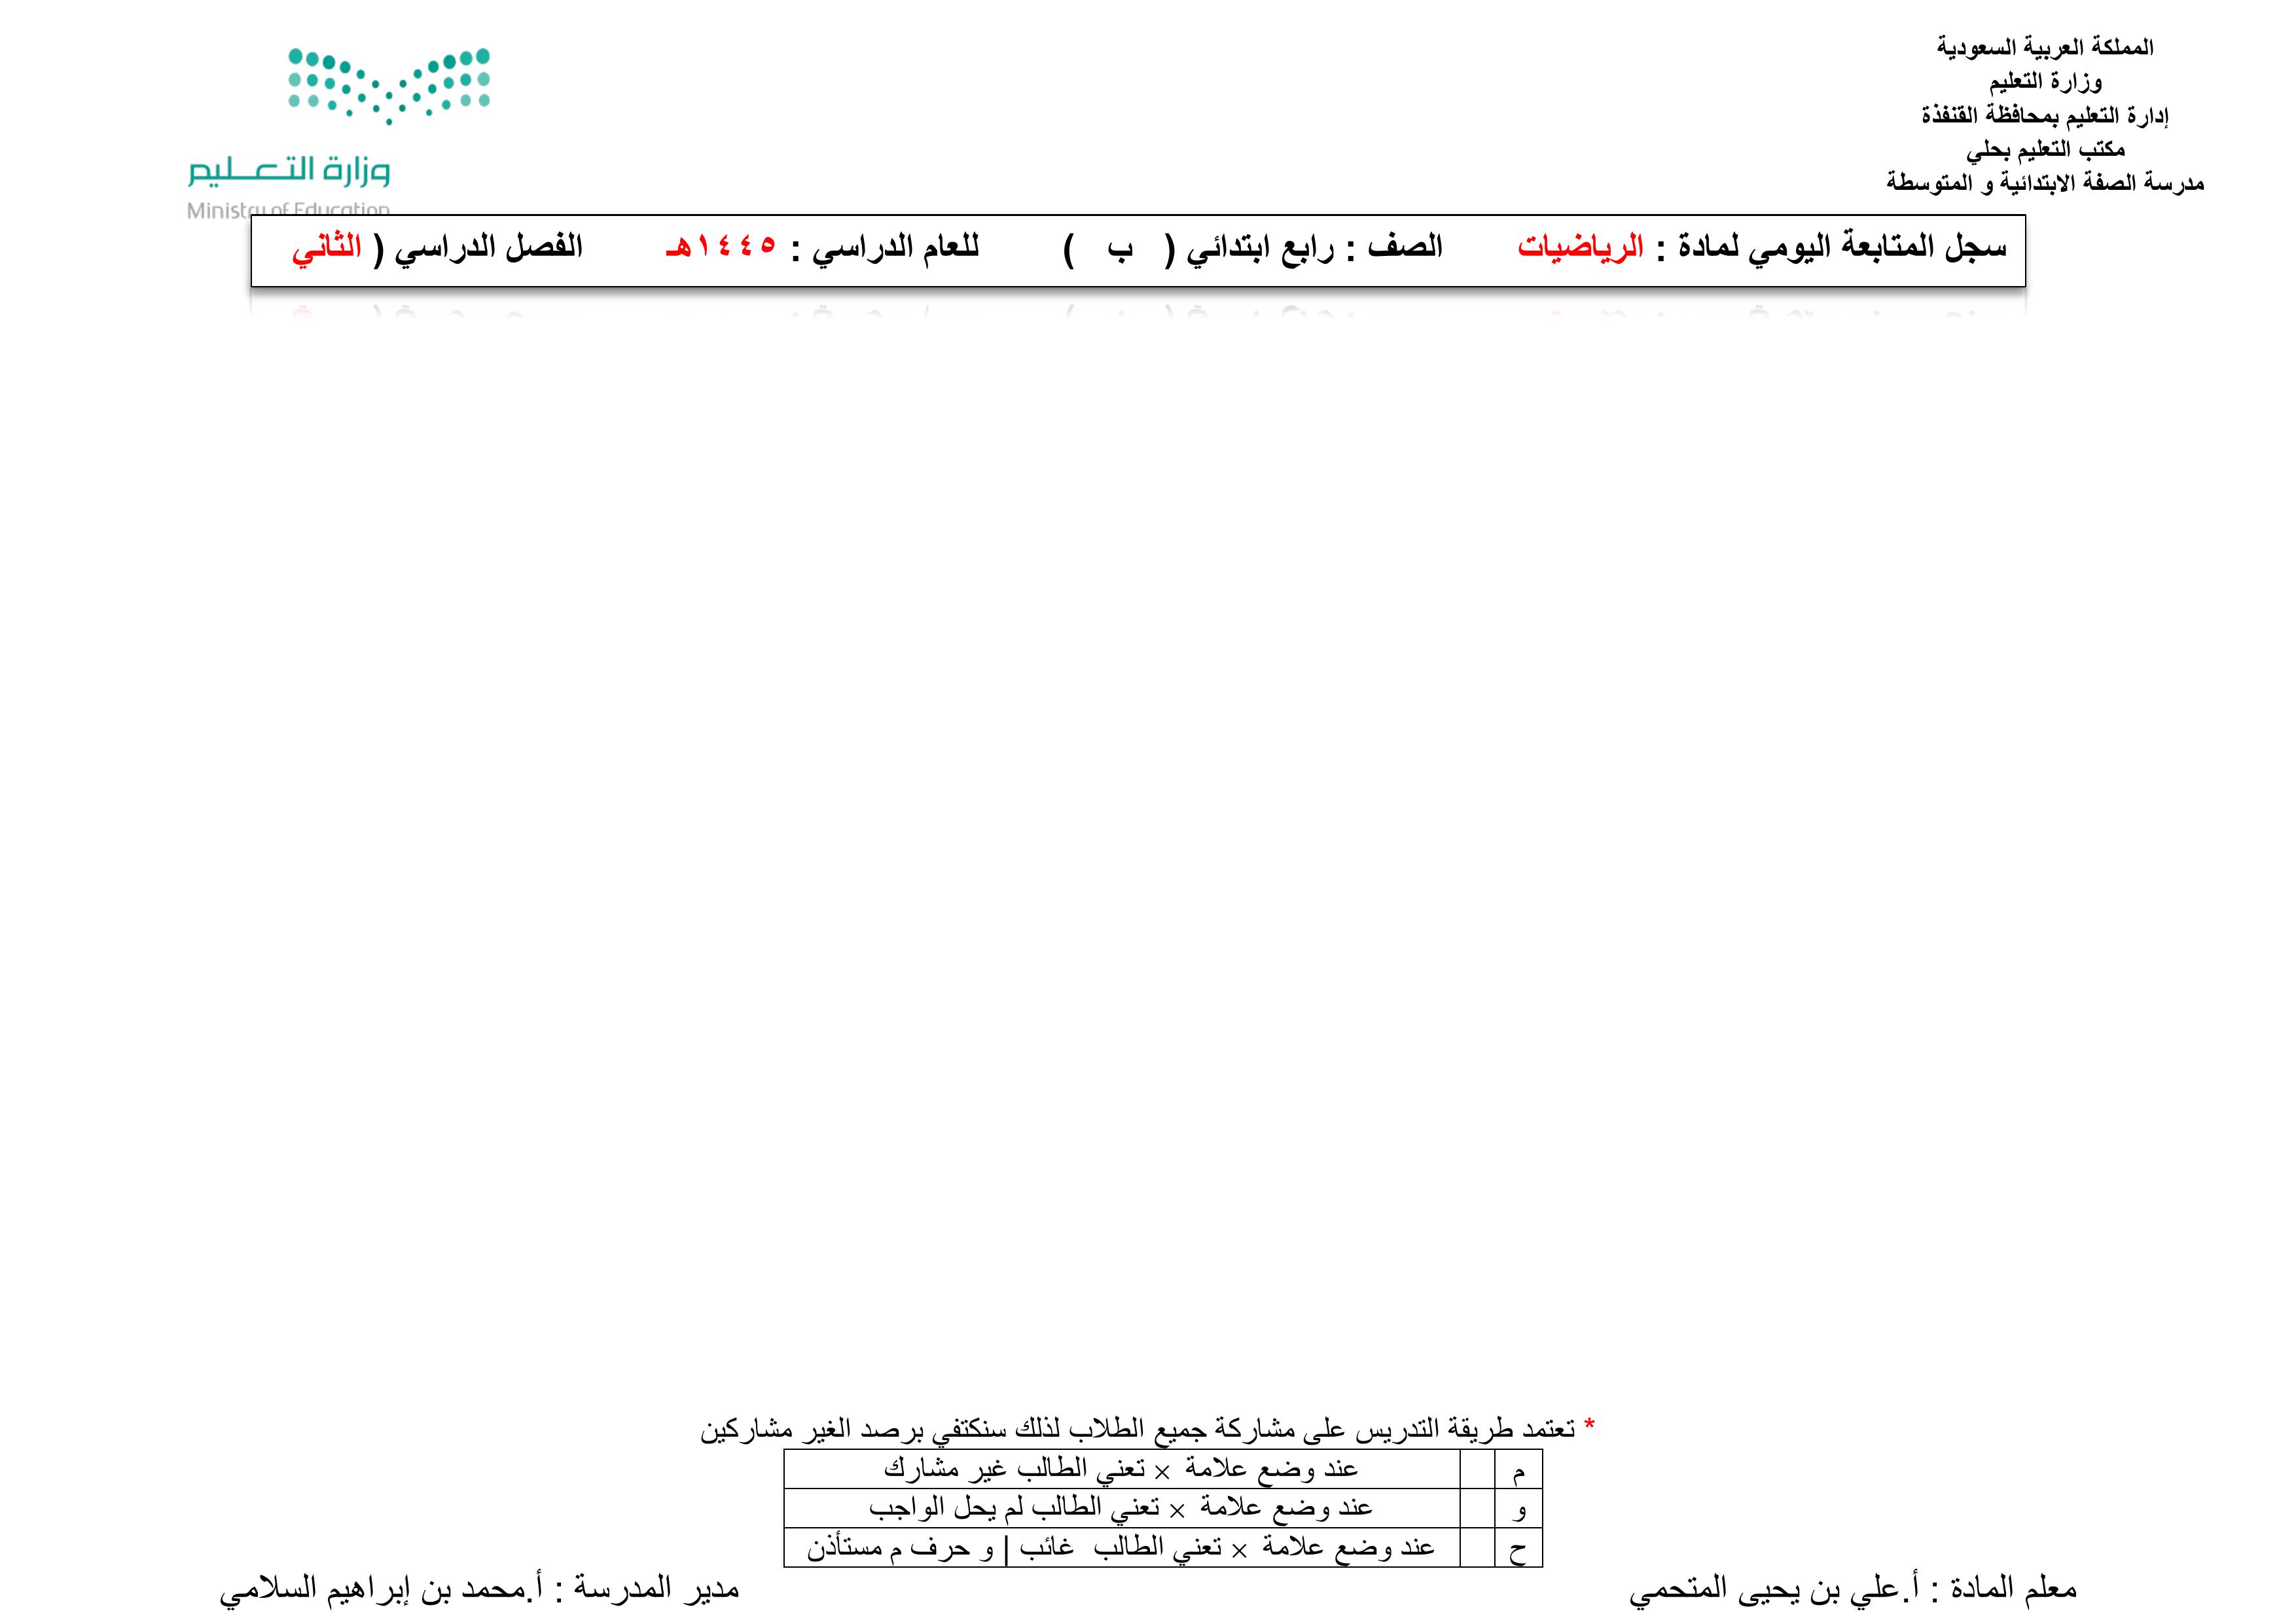 المملكة العربية السعودية
وزارة التعليم
إدارة التعليم بمحافظة القنفذة
مكتب التعليم بحلي
مدرسة الصفة الابتدائية و المتوسطة
وزارة التعليم
Ministry of Education
سجل المتابعة اليومي لمادة : الرياضيات الصف : رابع ابتدائي ( ب ) للعام الدراسي : ١٤٤٥هـ الفصل الدراسي ( الثاني
* تعتمد طريقة التدريس على مشاركة جميع الطلاب لذلك سنكتفي برصد الغير مشاركين
م عند وضع علامة × تعني الطالب غير مشارك
و عند وضع علامة × تعني الطالب لم يحل الواجب
ح عند وضع علامة × تعني الطالب غائب | و حرف م مستأذن
معلم المادة : أ.علي بن يحيى المتحمي مدير المدرسة : أ.محمد بن إبراهيم السلامي